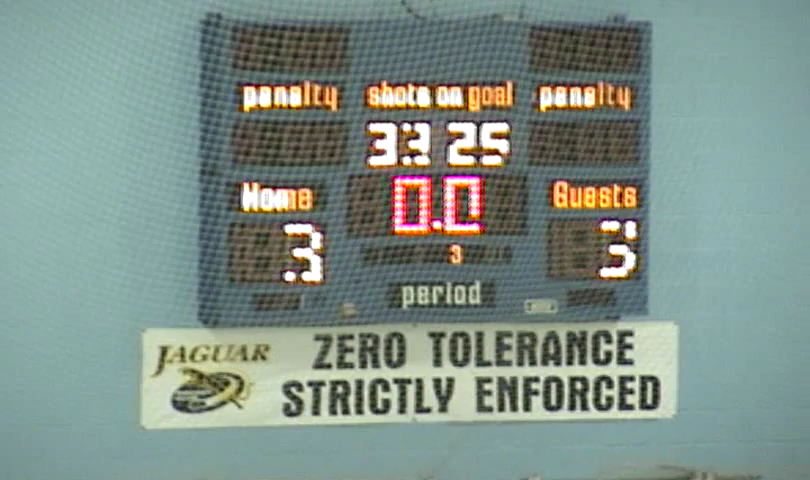 penalty shots on goal penalty
33 25
Home 0.0 Guests
3 3 3
period
JAGUAR ZERO TOLERANCE
STRICTLY ENFORCED